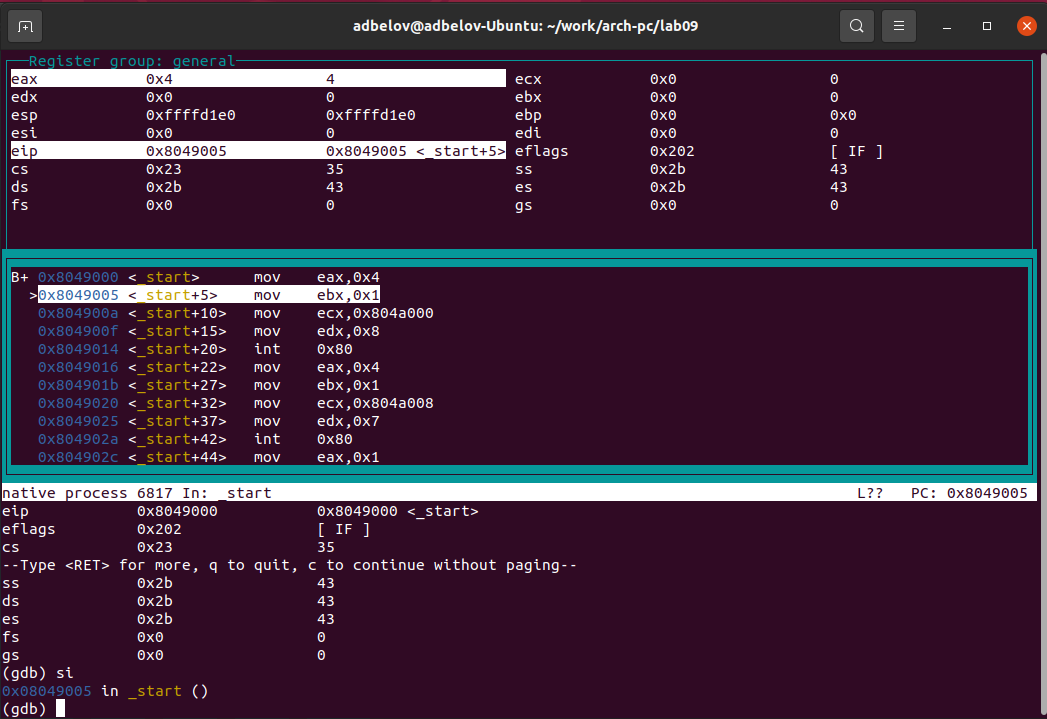 adbelov@adbelov-Ubuntu: ~/work/arch-pc/lab09
Register group: general
eax            0x4                 4                    ecx            0x0                 0
edx            0x0                 0                    ebx            0x0                 0
esp            0xffffd1e0          0xffffd1e0           ebp            0x0                 0x0
esi            0x0                 0                    edi            0x0                 0
eip            0x8049005           0x8049005 <_start+5> eflags         0x202               [ IF ]
cs             0x23                35                   ss             0x2b                43
ds             0x2b                43                   es             0x2b                43
fs             0x0                 0                    gs             0x0                 0
B+ 0x8049000 <_start>      mov    eax,0x4
  >0x8049005 <_start+5>    mov    ebx,0x1
   0x804900a <_start+10>   mov    ecx,0x804a000
   0x804900f <_start+15>   mov    edx,0x8
   0x8049014 <_start+20>   int    0x80
   0x8049016 <_start+22>   mov    eax,0x4
   0x804901b <_start+27>   mov    ebx,0x1
   0x8049020 <_start+32>   mov    ecx,0x804a008
   0x8049025 <_start+37>   mov    edx,0x7
   0x804902a <_start+42>   int    0x80
   0x804902c <_start+44>   mov    eax,0x1
native process 6817 In: _start                                                                 L??   PC: 0x8049005
eip            0x8049000           0x8049000 <_start>
eflags         0x202               [ IF ]
cs             0x23                35
--Type <RET> for more, q to quit, c to continue without paging--
ss             0x2b                43
ds             0x2b                43
es             0x2b                43
fs             0x0                 0
gs             0x0                 0
(gdb) si
0x08049005 in _start ()
(gdb)